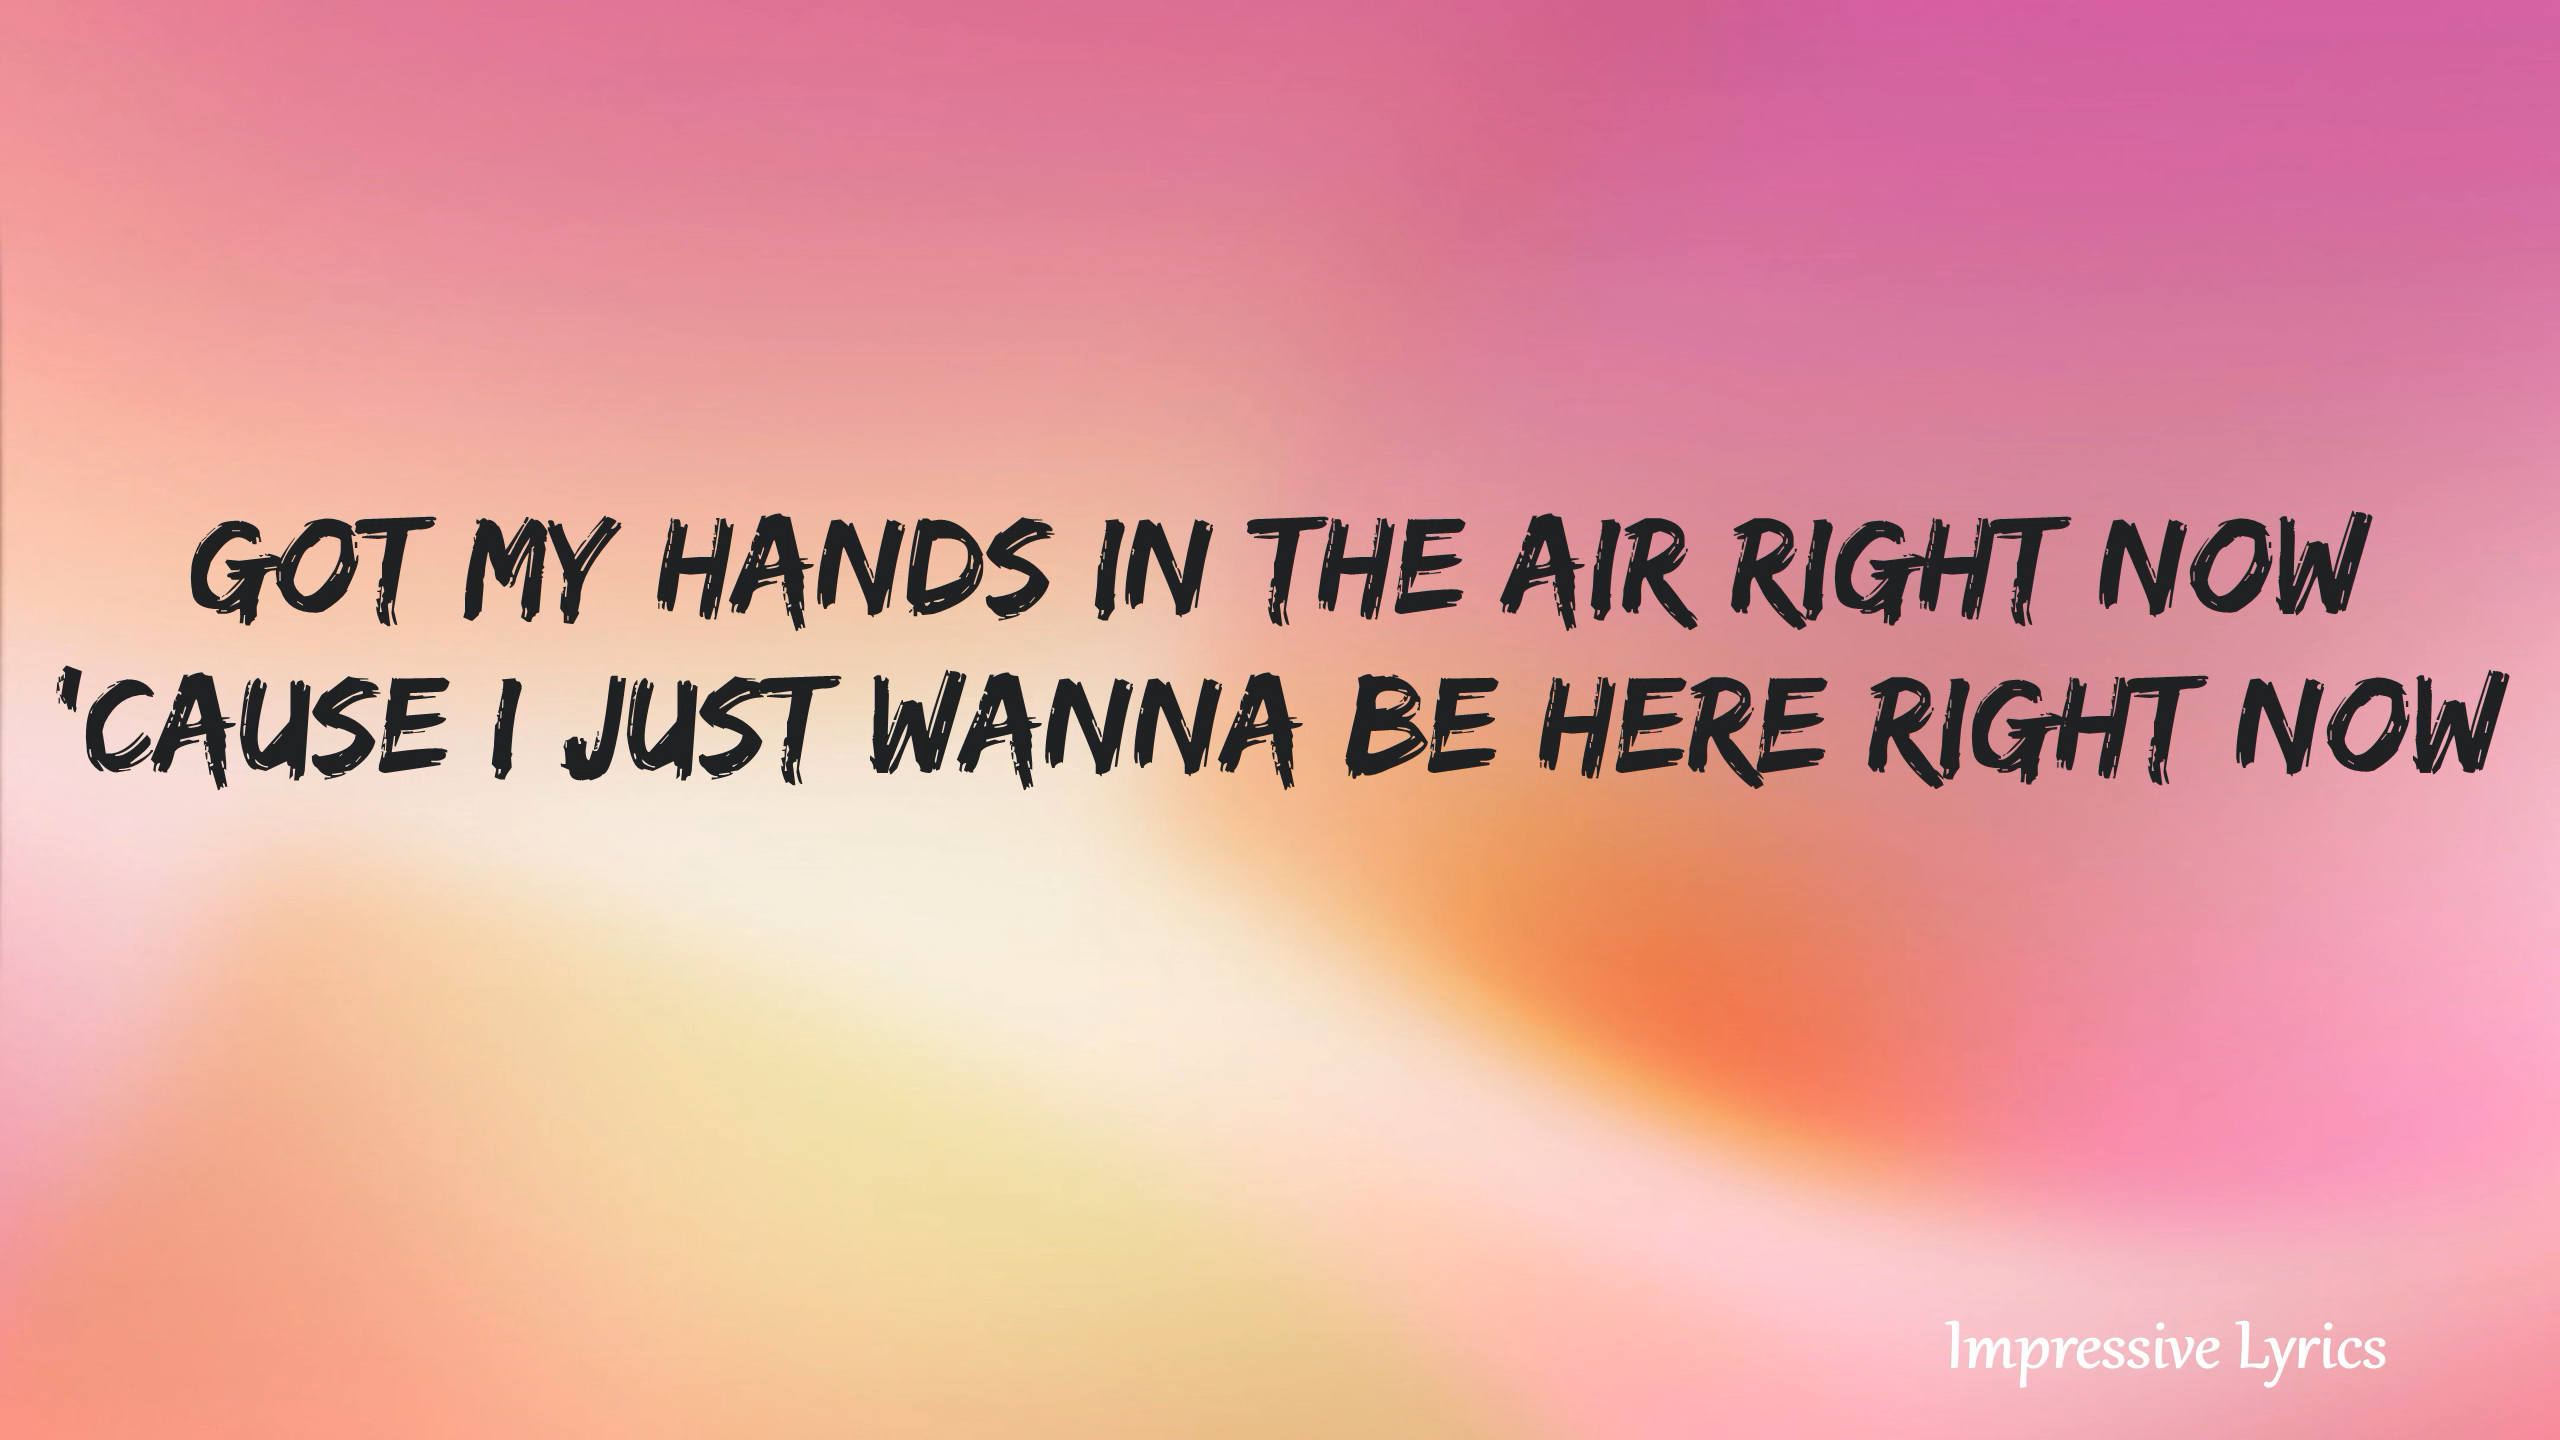 GOT MY HANDS IN THE AIR RIGHT NOW
'CAUSE I JUST WANNA BE HERE RIGHT NOW
Impressive Lyrics